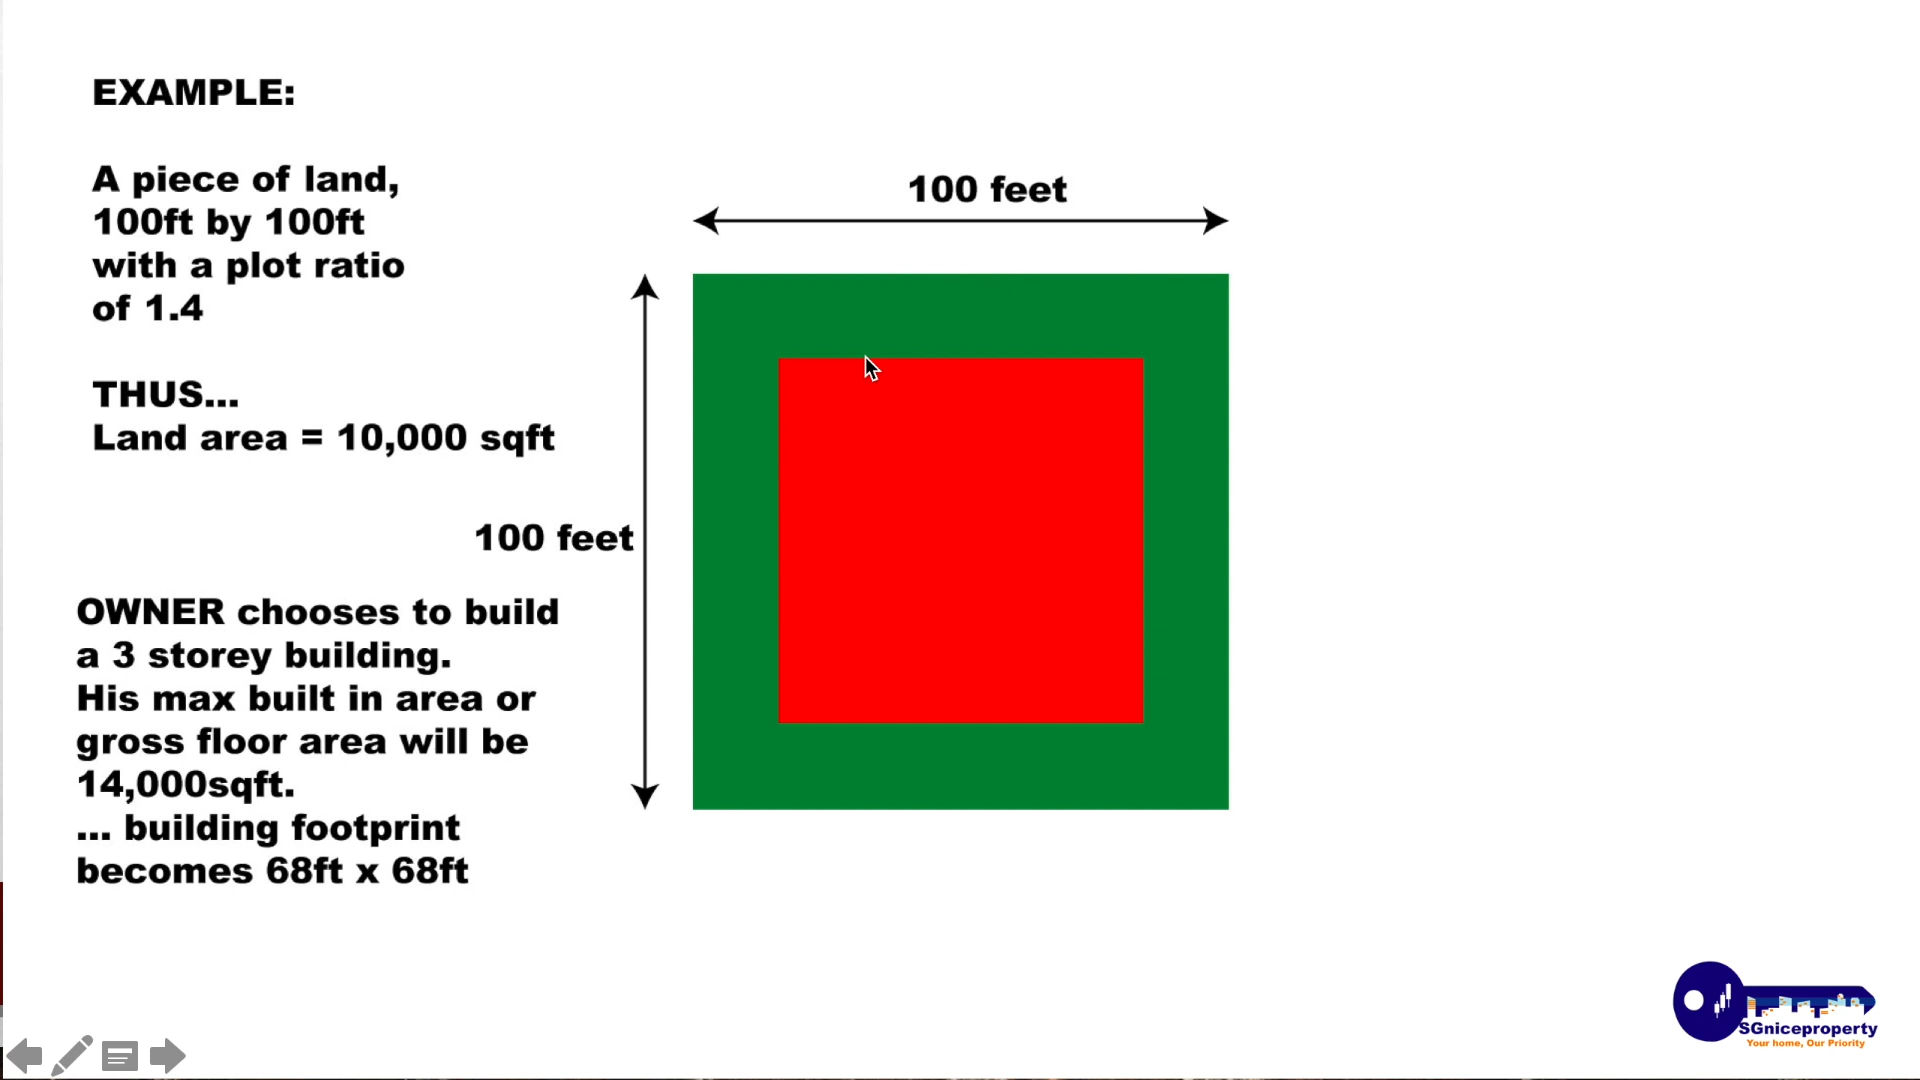 EXAMPLE:
A piece of land,
100ft by 100ft
with a plot ratio
of 1.4
THUS...
Land area = 10,000 sqft
100 feet
100 feet
OWNER chooses to build
a 3 storey building.
His max built in area or
gross floor area will be
14,000sqft.
... building footprint
becomes 68ft x 68ft
SGniceproperty
Your home, Our Priority